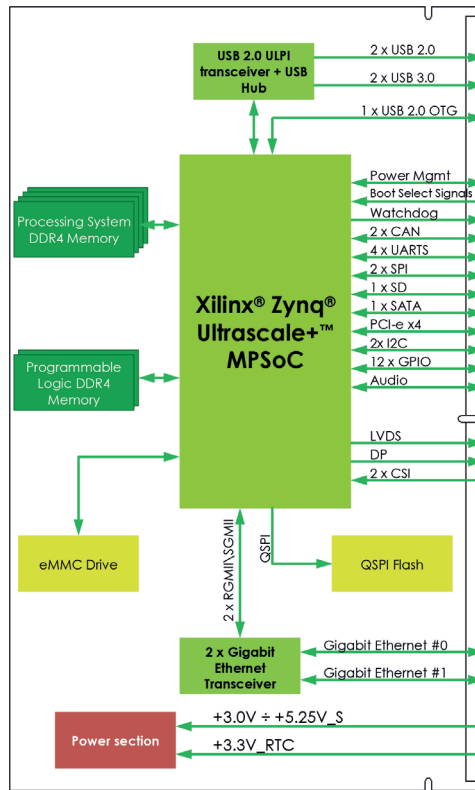 USB 2.0 ULPI
transceiver + USB
Hub
2 x USB 2.0
2 x USB 3.0
1 x USB 2.0 OTG
Processing System
DDR4 Memory
Programmable
Logic DDR4
Memory
Xilinx® Zynq®
Ultrascale+™
MPSoC
Power Mgmt
Boot Select Signals
Watchdog
2 x CAN
4 x UARTS
2 x SPI
1 x SD
1 x SATA
PCI-e x4
2x I2C
12 x GPIO
Audio
LVDS
DP
2 x CSI
eMMC Drive
2 x RGMII\SGMII
QSPI
QSPI Flash
2 x Gigabit
Ethernet
Transceiver
Gigabit Ethernet #0
Gigabit Ethernet #1
Power section
+3.0V ÷ +5.25V_S
+3.3V_RTC